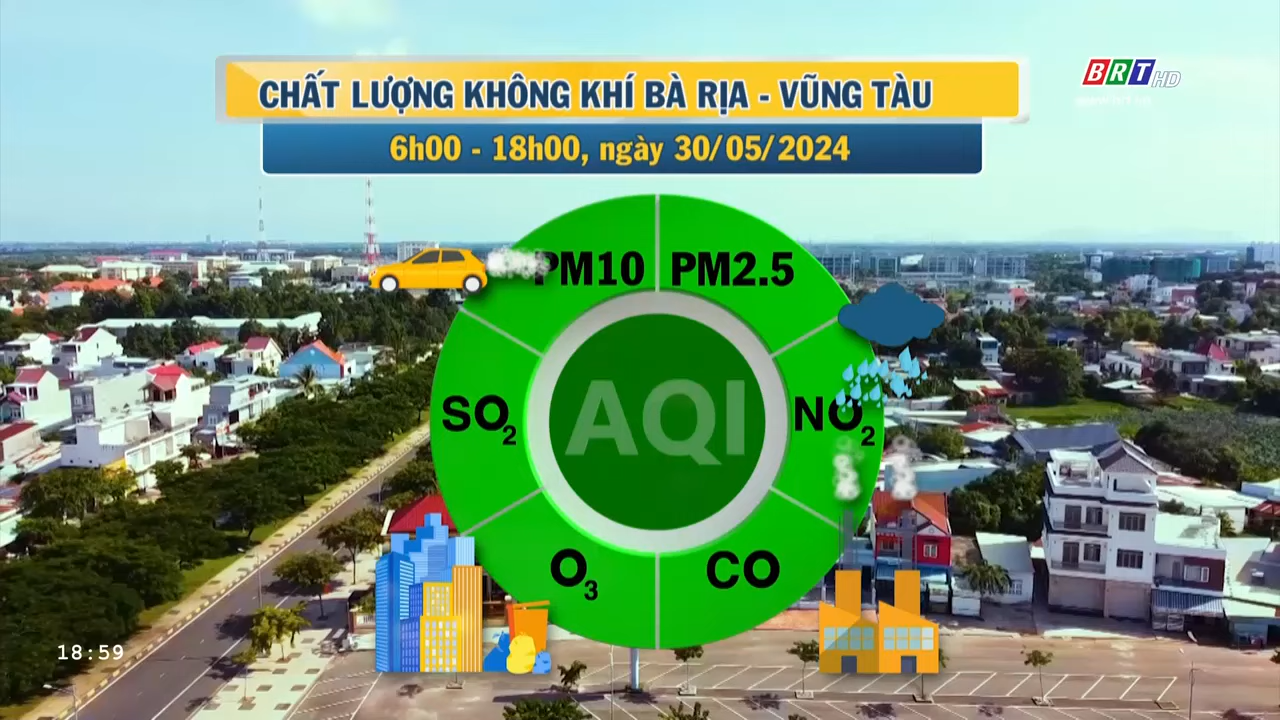 CHẤT LƯỢNG KHÔNG KHÍ BÀ RỊA - VŨNG TÀU
BRT HD
6h00 - 18h00, ngày 30/05/2024
PM10 PM2.5
AQI
SO₂ NO₂
O₃ CO
18:59